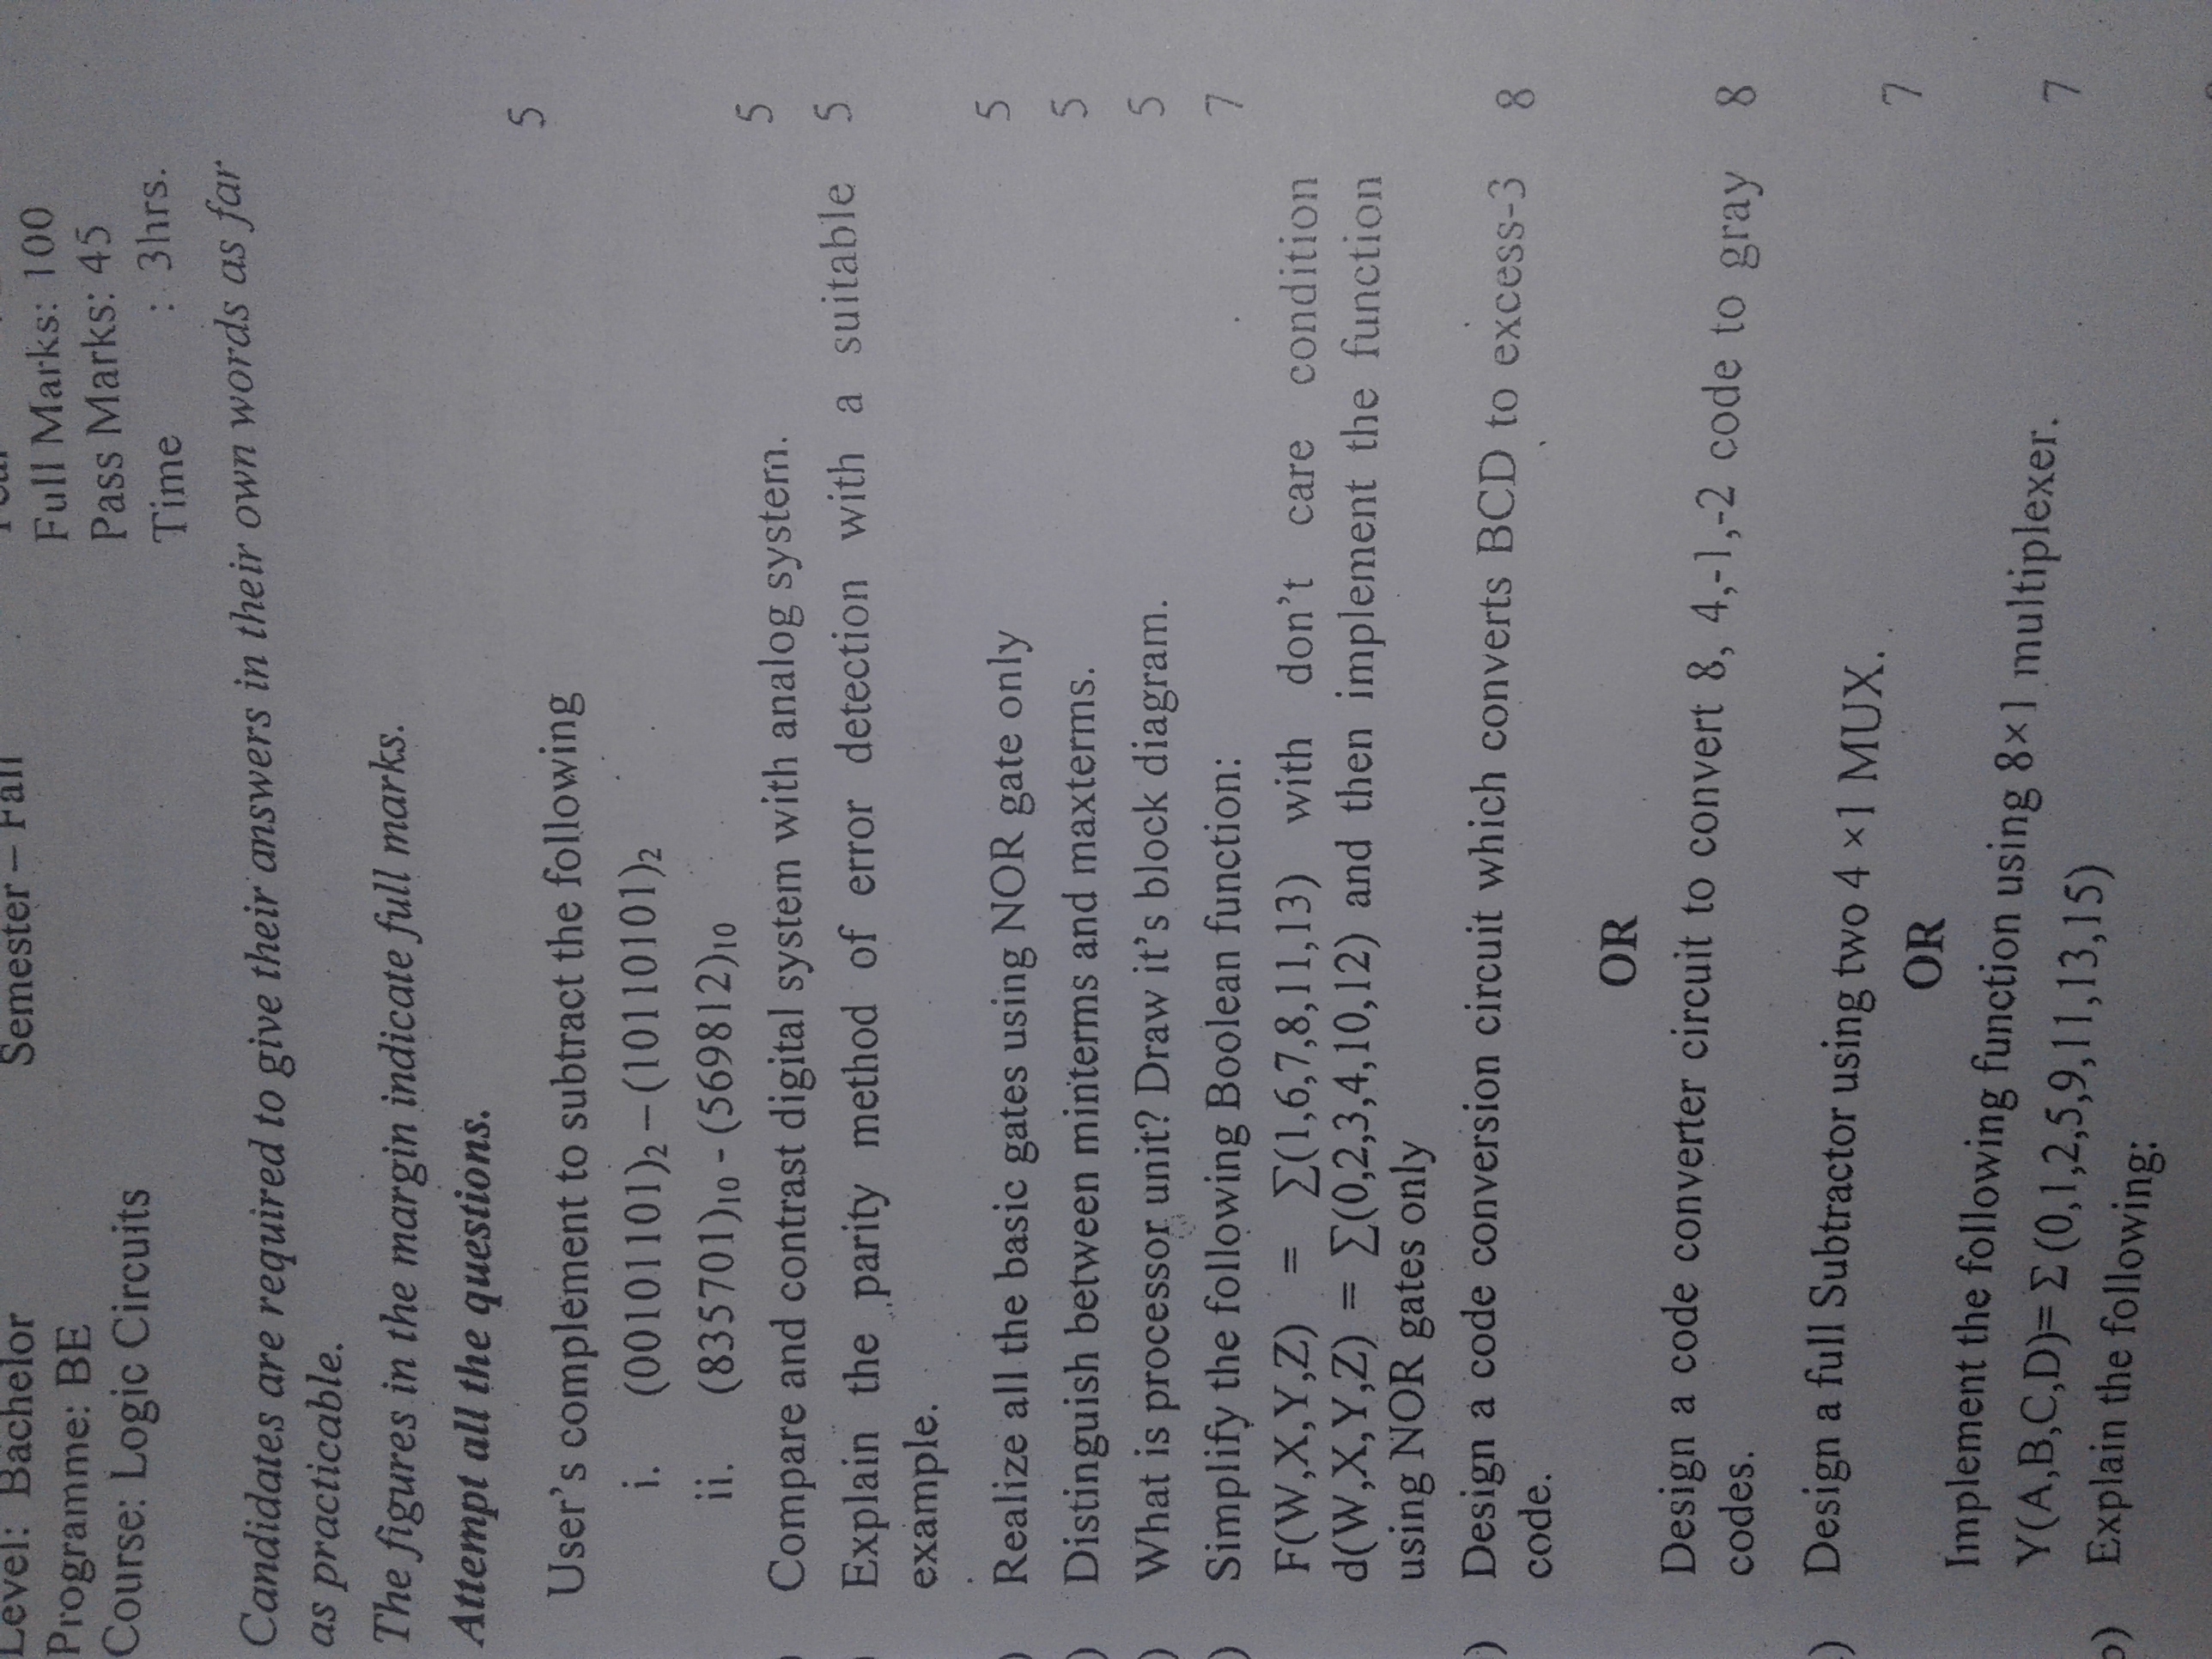 Level: Bachelor Semester – Fall
Programme: BE Full Marks: 100
Course: Logic Circuits Pass Marks: 45
Time : 3hrs.
Candidates are required to give their answers in their own words as far
as practicable.
The figures in the margin indicate full marks.
Attempt all the questions.
User's complement to subtract the following 5
i. (00101101)₂ – (10110101)₂
ii. (835701)₁₀ - (569812)₁₀
Compare and contrast digital system with analog system. 5
Explain the parity method of error detection with a suitable 5
example.
) Realize all the basic gates using NOR gate only 5
) Distinguish between minterms and maxterms. 5
) What is processor unit? Draw it's block diagram. 5
) Simplify the following Boolean function: 7
F(W,X,Y,Z) = ∑(1,6,7,8,11,13) with don't care condition
d(W,X,Y,Z) = ∑(0,2,3,4,10,12) and then implement the function
using NOR gates only
) Design a code conversion circuit which converts BCD to excess-3 8
code.
OR
Design a code converter circuit to convert 8, 4,-1,-2 code to gray 8
codes.
) Design a full Subtractor using two 4 ×1 MUX. 7
OR
Implement the following function using 8×1 multiplexer. 7
Y(A,B,C,D)= Σ (0,1,2,5,9,11,13,15)
b) Explain the following: